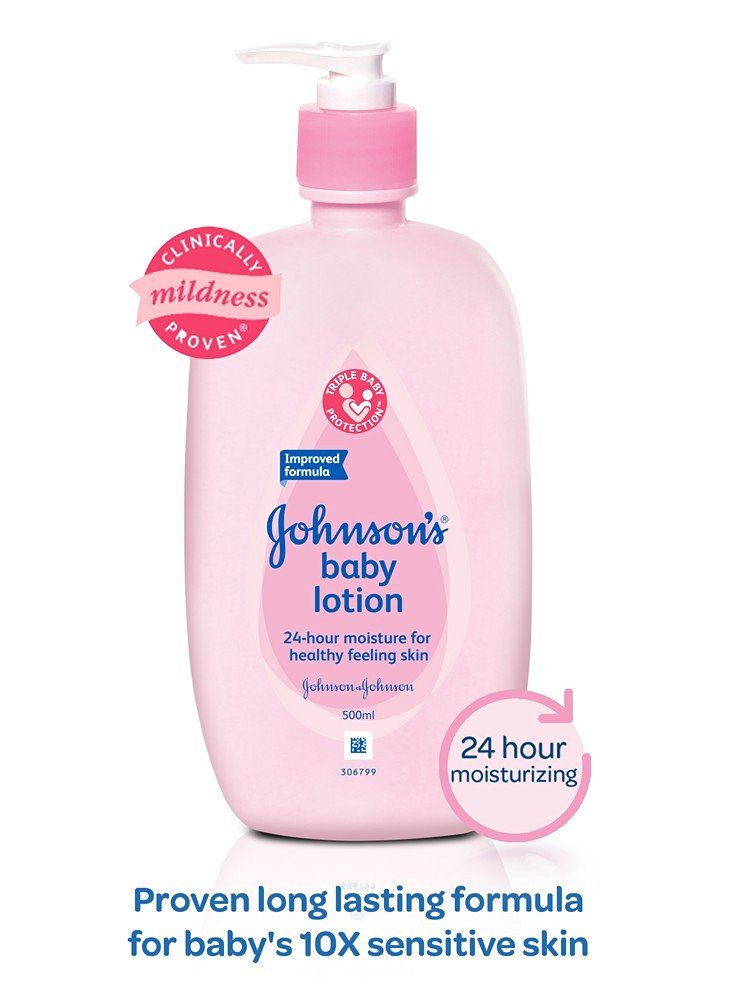 CLINICALLY
mildness
PROVEN®
TRIPLE BABY
PROTECTION™
Improved
formula
Johnson's®
baby
lotion
24-hour moisture for
healthy feeling skin
Johnson & Johnson
500ml
306799
24 hour
moisturizing
Proven long lasting formula
for baby's 10X sensitive skin